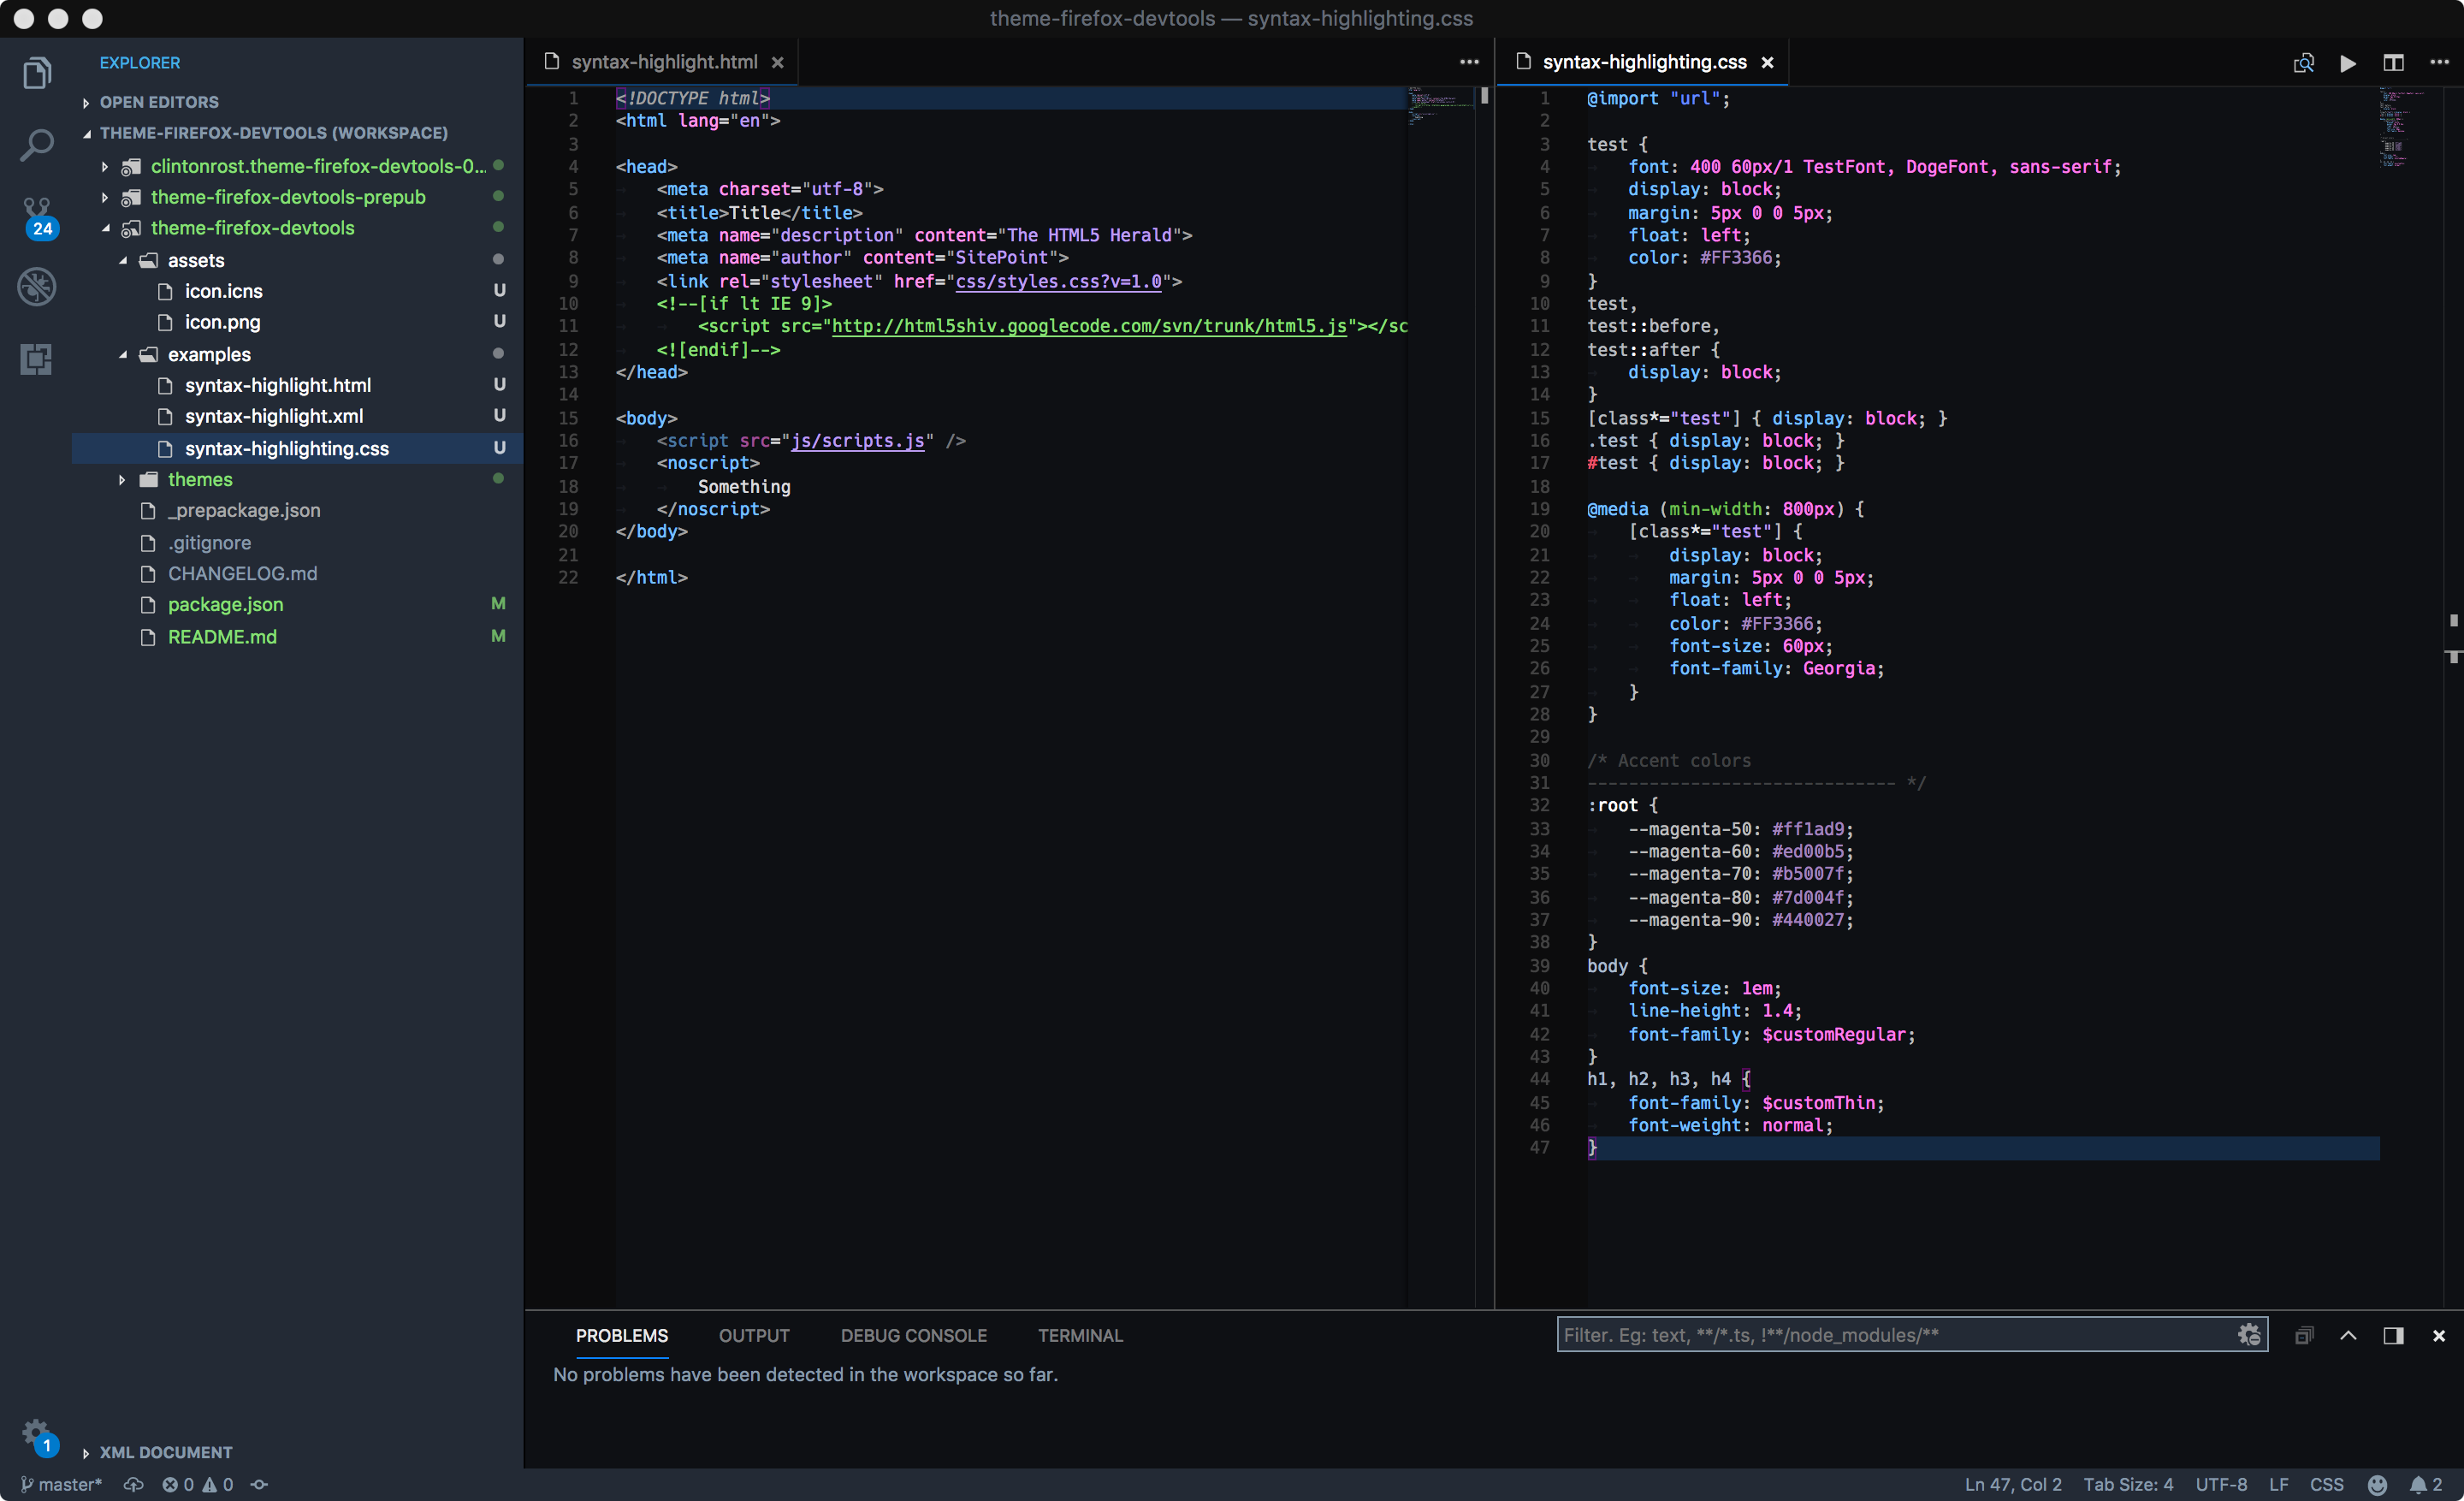 theme-firefox-devtools — syntax-highlighting.css
EXPLORER
OPEN EDITORS
THEME-FIREFOX-DEVTOOLS (WORKSPACE)
clintonrost.theme-firefox-devtools-0...
theme-firefox-devtools-prepub
24
theme-firefox-devtools
assets
icon.icns U
icon.png U
examples
syntax-highlight.html U
syntax-highlight.xml U
syntax-highlighting.css U
themes
_prepackage.json
.gitignore
CHANGELOG.md
package.json M
README.md M
1
XML DOCUMENT
syntax-highlight.html
1 <!DOCTYPE html>
2 <html lang="en">
3
4 <head>
5 <meta charset="utf-8">
6 <title>Title</title>
7 <meta name="description" content="The HTML5 Herald">
8 <meta name="author" content="SitePoint">
9 <link rel="stylesheet" href="css/styles.css?v=1.0">
10 <!--[if lt IE 9]>
11 <script src="http://html5shiv.googlecode.com/svn/trunk/html5.js"></sc
12 <![endif]-->
13 </head>
14
15 <body>
16 <script src="js/scripts.js" />
17 <noscript>
18 Something
19 </noscript>
20 </body>
21
22 </html>
syntax-highlighting.css
1 @import "url";
2
3 test {
4 font: 400 60px/1 TestFont, DogeFont, sans-serif;
5 display: block;
6 margin: 5px 0 0 5px;
7 float: left;
8 color: #FF3366;
9 }
10 test,
11 test::before,
12 test::after {
13 display: block;
14 }
15 [class*="test"] { display: block; }
16 .test { display: block; }
17 #test { display: block; }
18
19 @media (min-width: 800px) {
20 [class*="test"] {
21 display: block;
22 margin: 5px 0 0 5px;
23 float: left;
24 color: #FF3366;
25 font-size: 60px;
26 font-family: Georgia;
27 }
28 }
29
30 /* Accent colors
31 ------------------------------ */
32 :root {
33 --magenta-50: #ff1ad9;
34 --magenta-60: #ed00b5;
35 --magenta-70: #b5007f;
36 --magenta-80: #7d004f;
37 --magenta-90: #440027;
38 }
39 body {
40 font-size: 1em;
41 line-height: 1.4;
42 font-family: $customRegular;
43 }
44 h1, h2, h3, h4 {
45 font-family: $customThin;
46 font-weight: normal;
47 }
PROBLEMS OUTPUT DEBUG CONSOLE TERMINAL
Filter. Eg: text, **/*.ts, !**/node_modules/**
No problems have been detected in the workspace so far.
master* 0 0
Ln 47, Col 2 Tab Size: 4 UTF-8 LF CSS 2